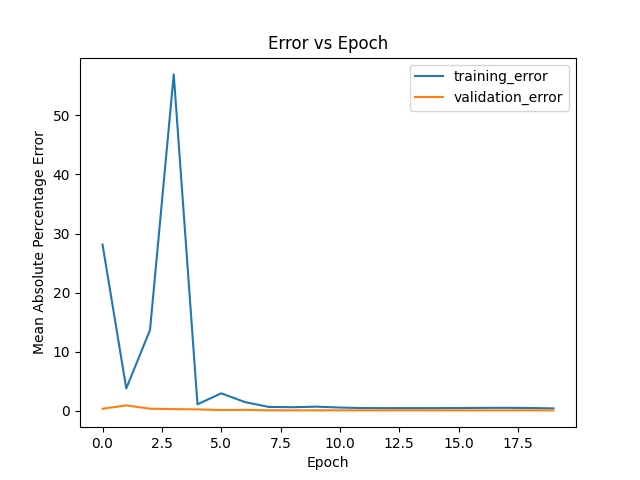 Error vs Epoch
training_error
validation_error
Mean Absolute Percentage Error
50
40
30
20
10
0
0.0 2.5 5.0 7.5 10.0 12.5 15.0 17.5
Epoch